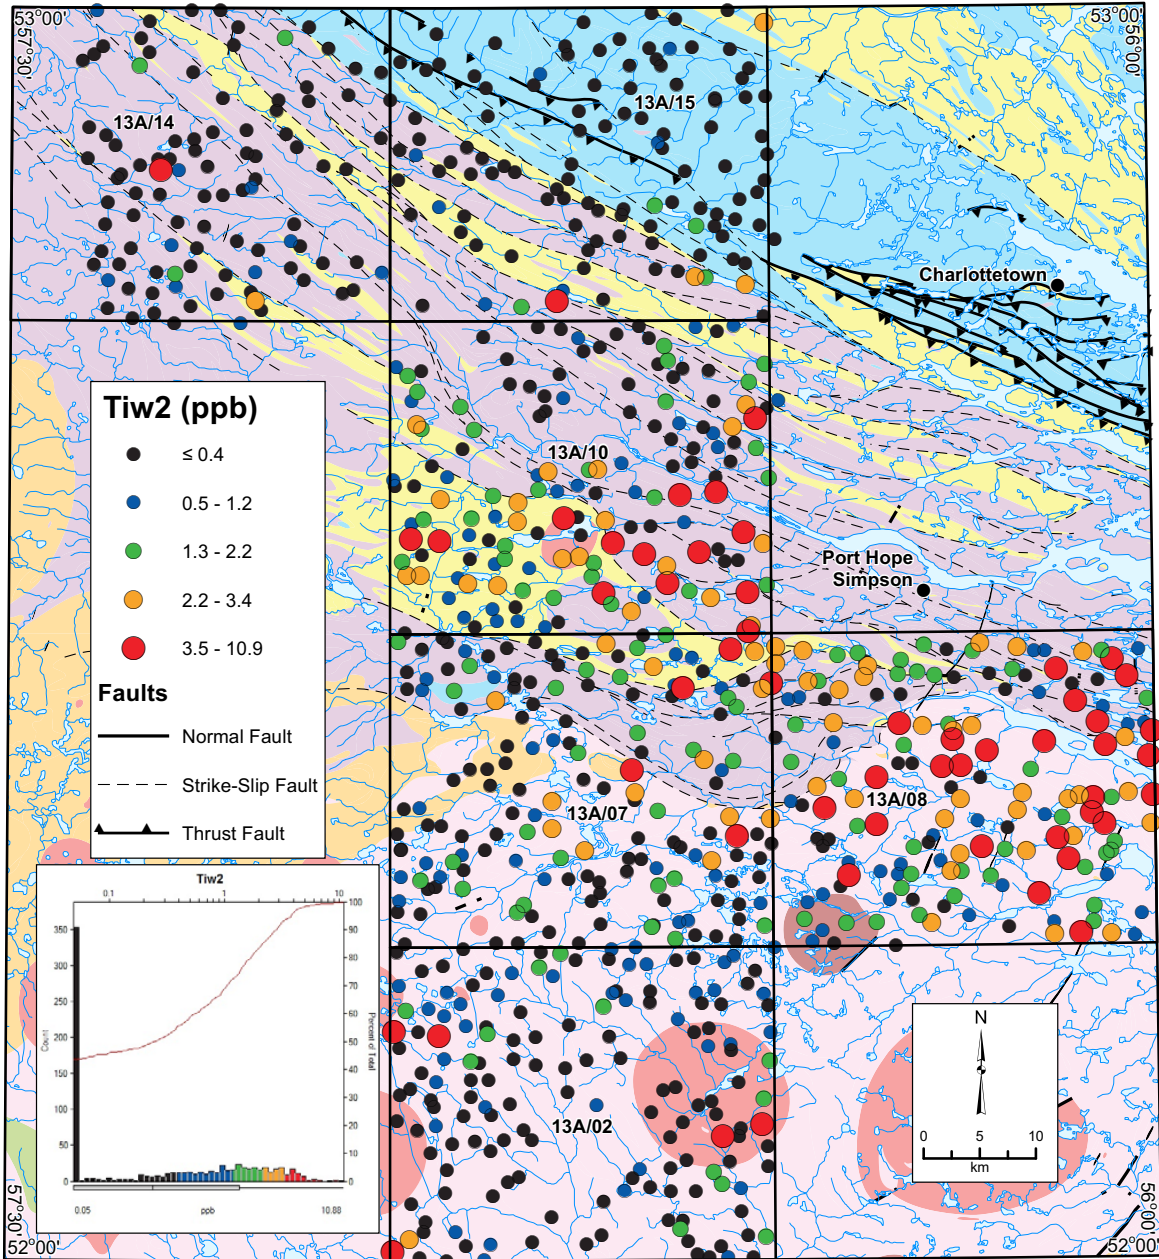 53°00'
53°00'
57°30'
56°00'
13A/14
13A/15
Charlottetown
Tiw2 (ppb)
≤ 0.4
0.5 - 1.2
1.3 - 2.2
2.2 - 3.4
3.5 - 10.9
Faults
Normal Fault
Strike-Slip Fault
Thrust Fault
13A/10
Port Hope
Simpson
13A/07
13A/08
13A/02
Tiw2
0.1
1
10
350
300
250
200
150
100
50
0
Count
100
90
80
70
60
50
40
30
20
10
0
Percent of Total
0.05
ppb
10.88
N
0
5
10
km
57°30'
56°00'
52°00'
52°00'